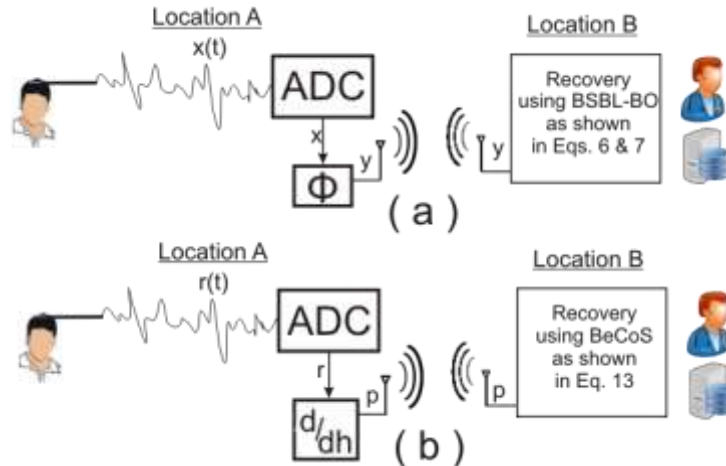 Location A
x(t)
ADC
x
Φ
y
Location B
Recovery
using BSBL-BO
as shown
in Eqs. 6 & 7
y
( a )
Location A
r(t)
ADC
r
d/dh
p
Location B
Recovery
using BeCoS
as shown
in Eq. 13
p
( b )